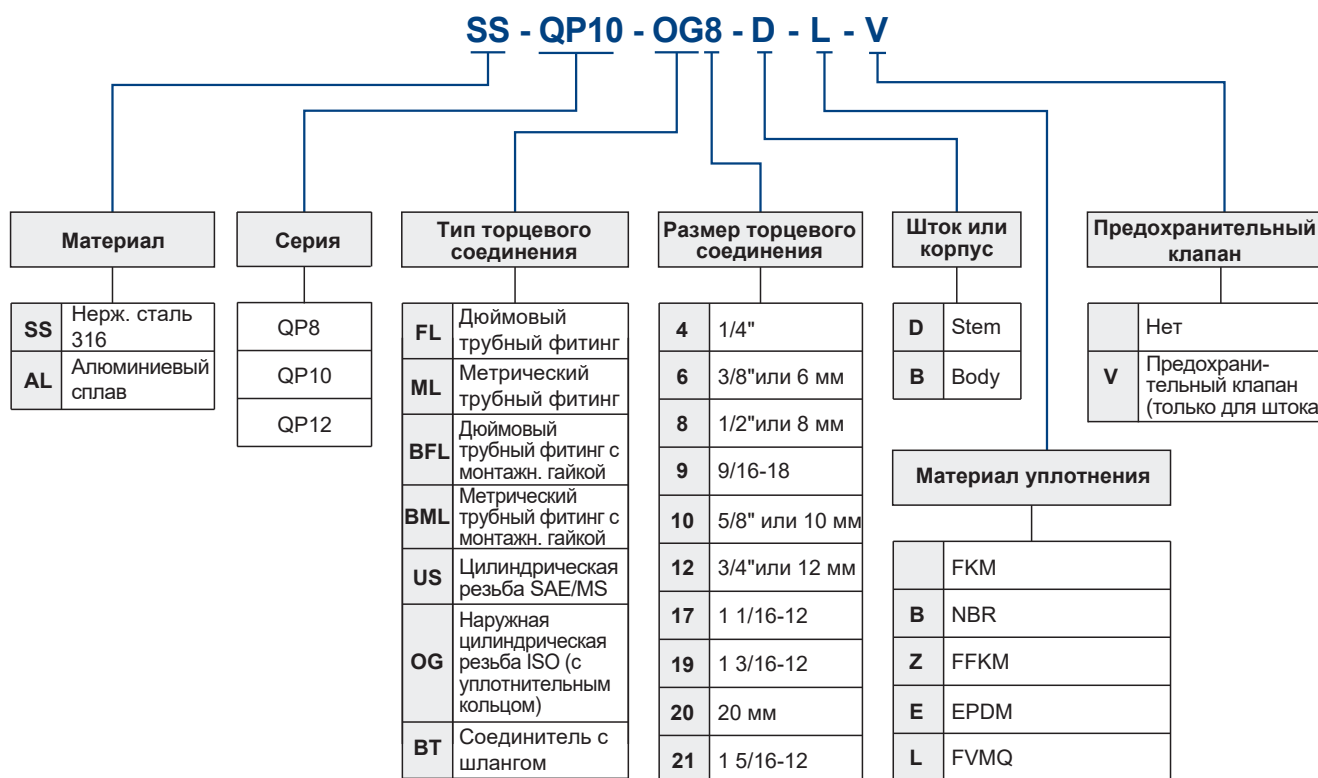 SS - QP10 - OG8 - D - L - V
Материал
SS
Нерж. сталь
316
AL
Алюминиевый
сплав
Серия
QP8
QP10
QP12
Тип торцевого
соединения
FL
Дюймовый
трубный фитинг
ML
Метрический
трубный фитинг
BFL
Дюймовый
трубный фитинг с
монтажн. гайкой
BML
Метрический
трубный фитинг с
монтажн. гайкой
US
Цилиндрическая
резьба SAE/MS
OG
Наружная
цилиндрическая
резьба ISO (с
уплотнительным
кольцом)
BT
Соединитель с
шлангом
Размер торцевого
соединения
4 1/4"
6 3/8"или 6 мм
8 1/2"или 8 мм
9 9/16-18
10 5/8" или 10 мм
12 3/4"или 12 мм
17 1 1/16-12
19 1 3/16-12
20 20 мм
21 1 5/16-12
Шток или
корпус
D Stem
B Body
Материал уплотнения
FKM
B NBR
Z FFKM
E EPDM
L FVMQ
Предохранительный
клапан
Нет
V
Предохрани-
тельный клапан
(только для штока